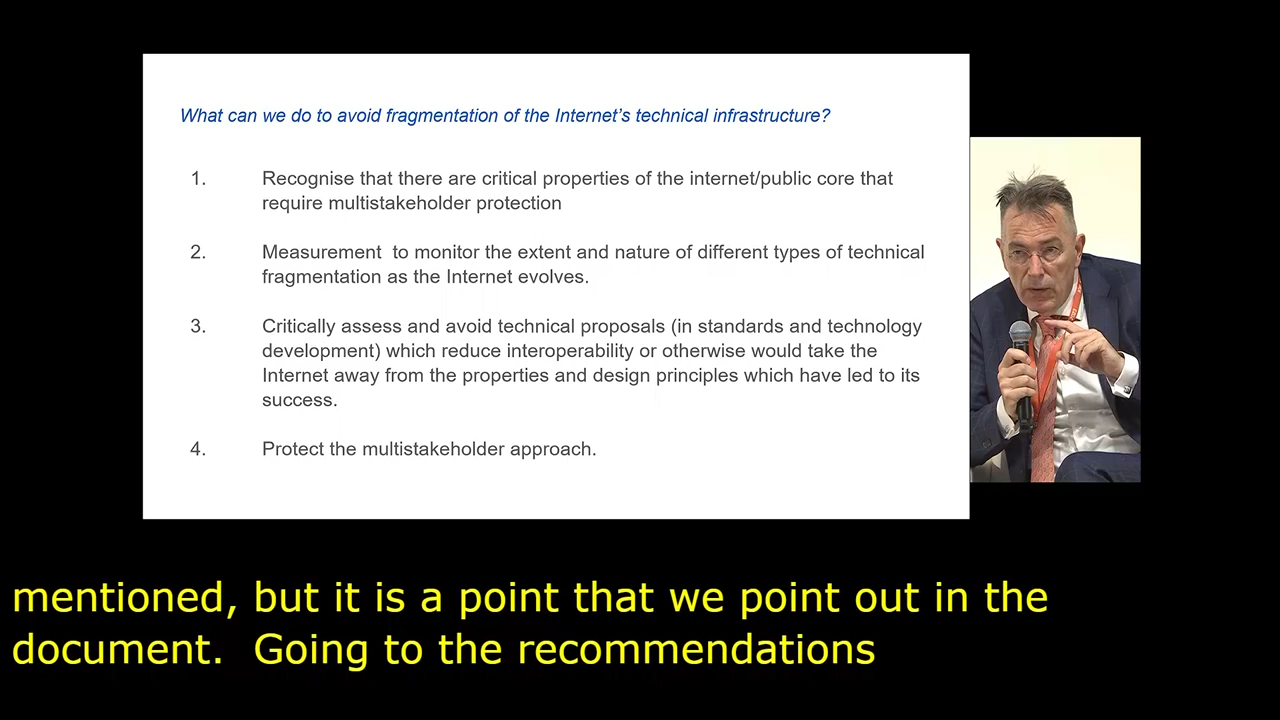 What can we do to avoid fragmentation of the Internet’s technical infrastructure?
1. Recognise that there are critical properties of the internet/public core that
require multistakeholder protection
2. Measurement  to monitor the extent and nature of different types of technical
fragmentation as the Internet evolves.
3. Critically assess and avoid technical proposals (in standards and technology
development) which reduce interoperability or otherwise would take the
Internet away from the properties and design principles which have led to its
success.
4. Protect the multistakeholder approach.
mentioned, but it is a point that we point out in the
document.  Going to the recommendations